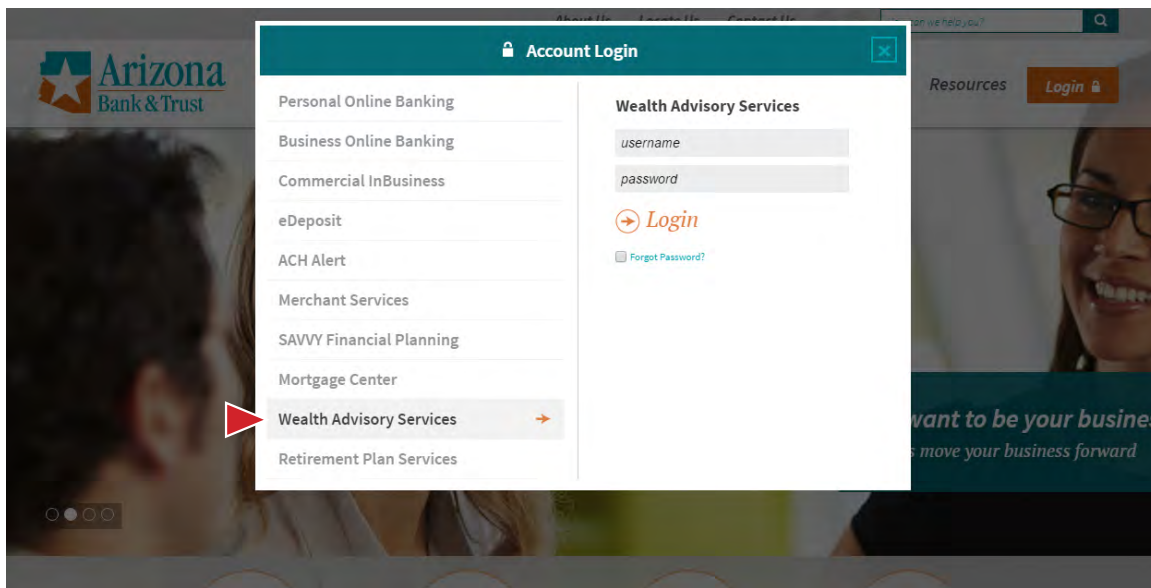 About Us Locate Us Contact Us
can we help you?
Arizona
Bank & Trust
Resources
Login
Account Login
Personal Online Banking
Business Online Banking
Commercial InBusiness
eDeposit
ACH Alert
Merchant Services
SAVVY Financial Planning
Mortgage Center
Wealth Advisory Services
Retirement Plan Services
Wealth Advisory Services
username
password
Login
Forgot Password?
want to be your busine
move your business forward